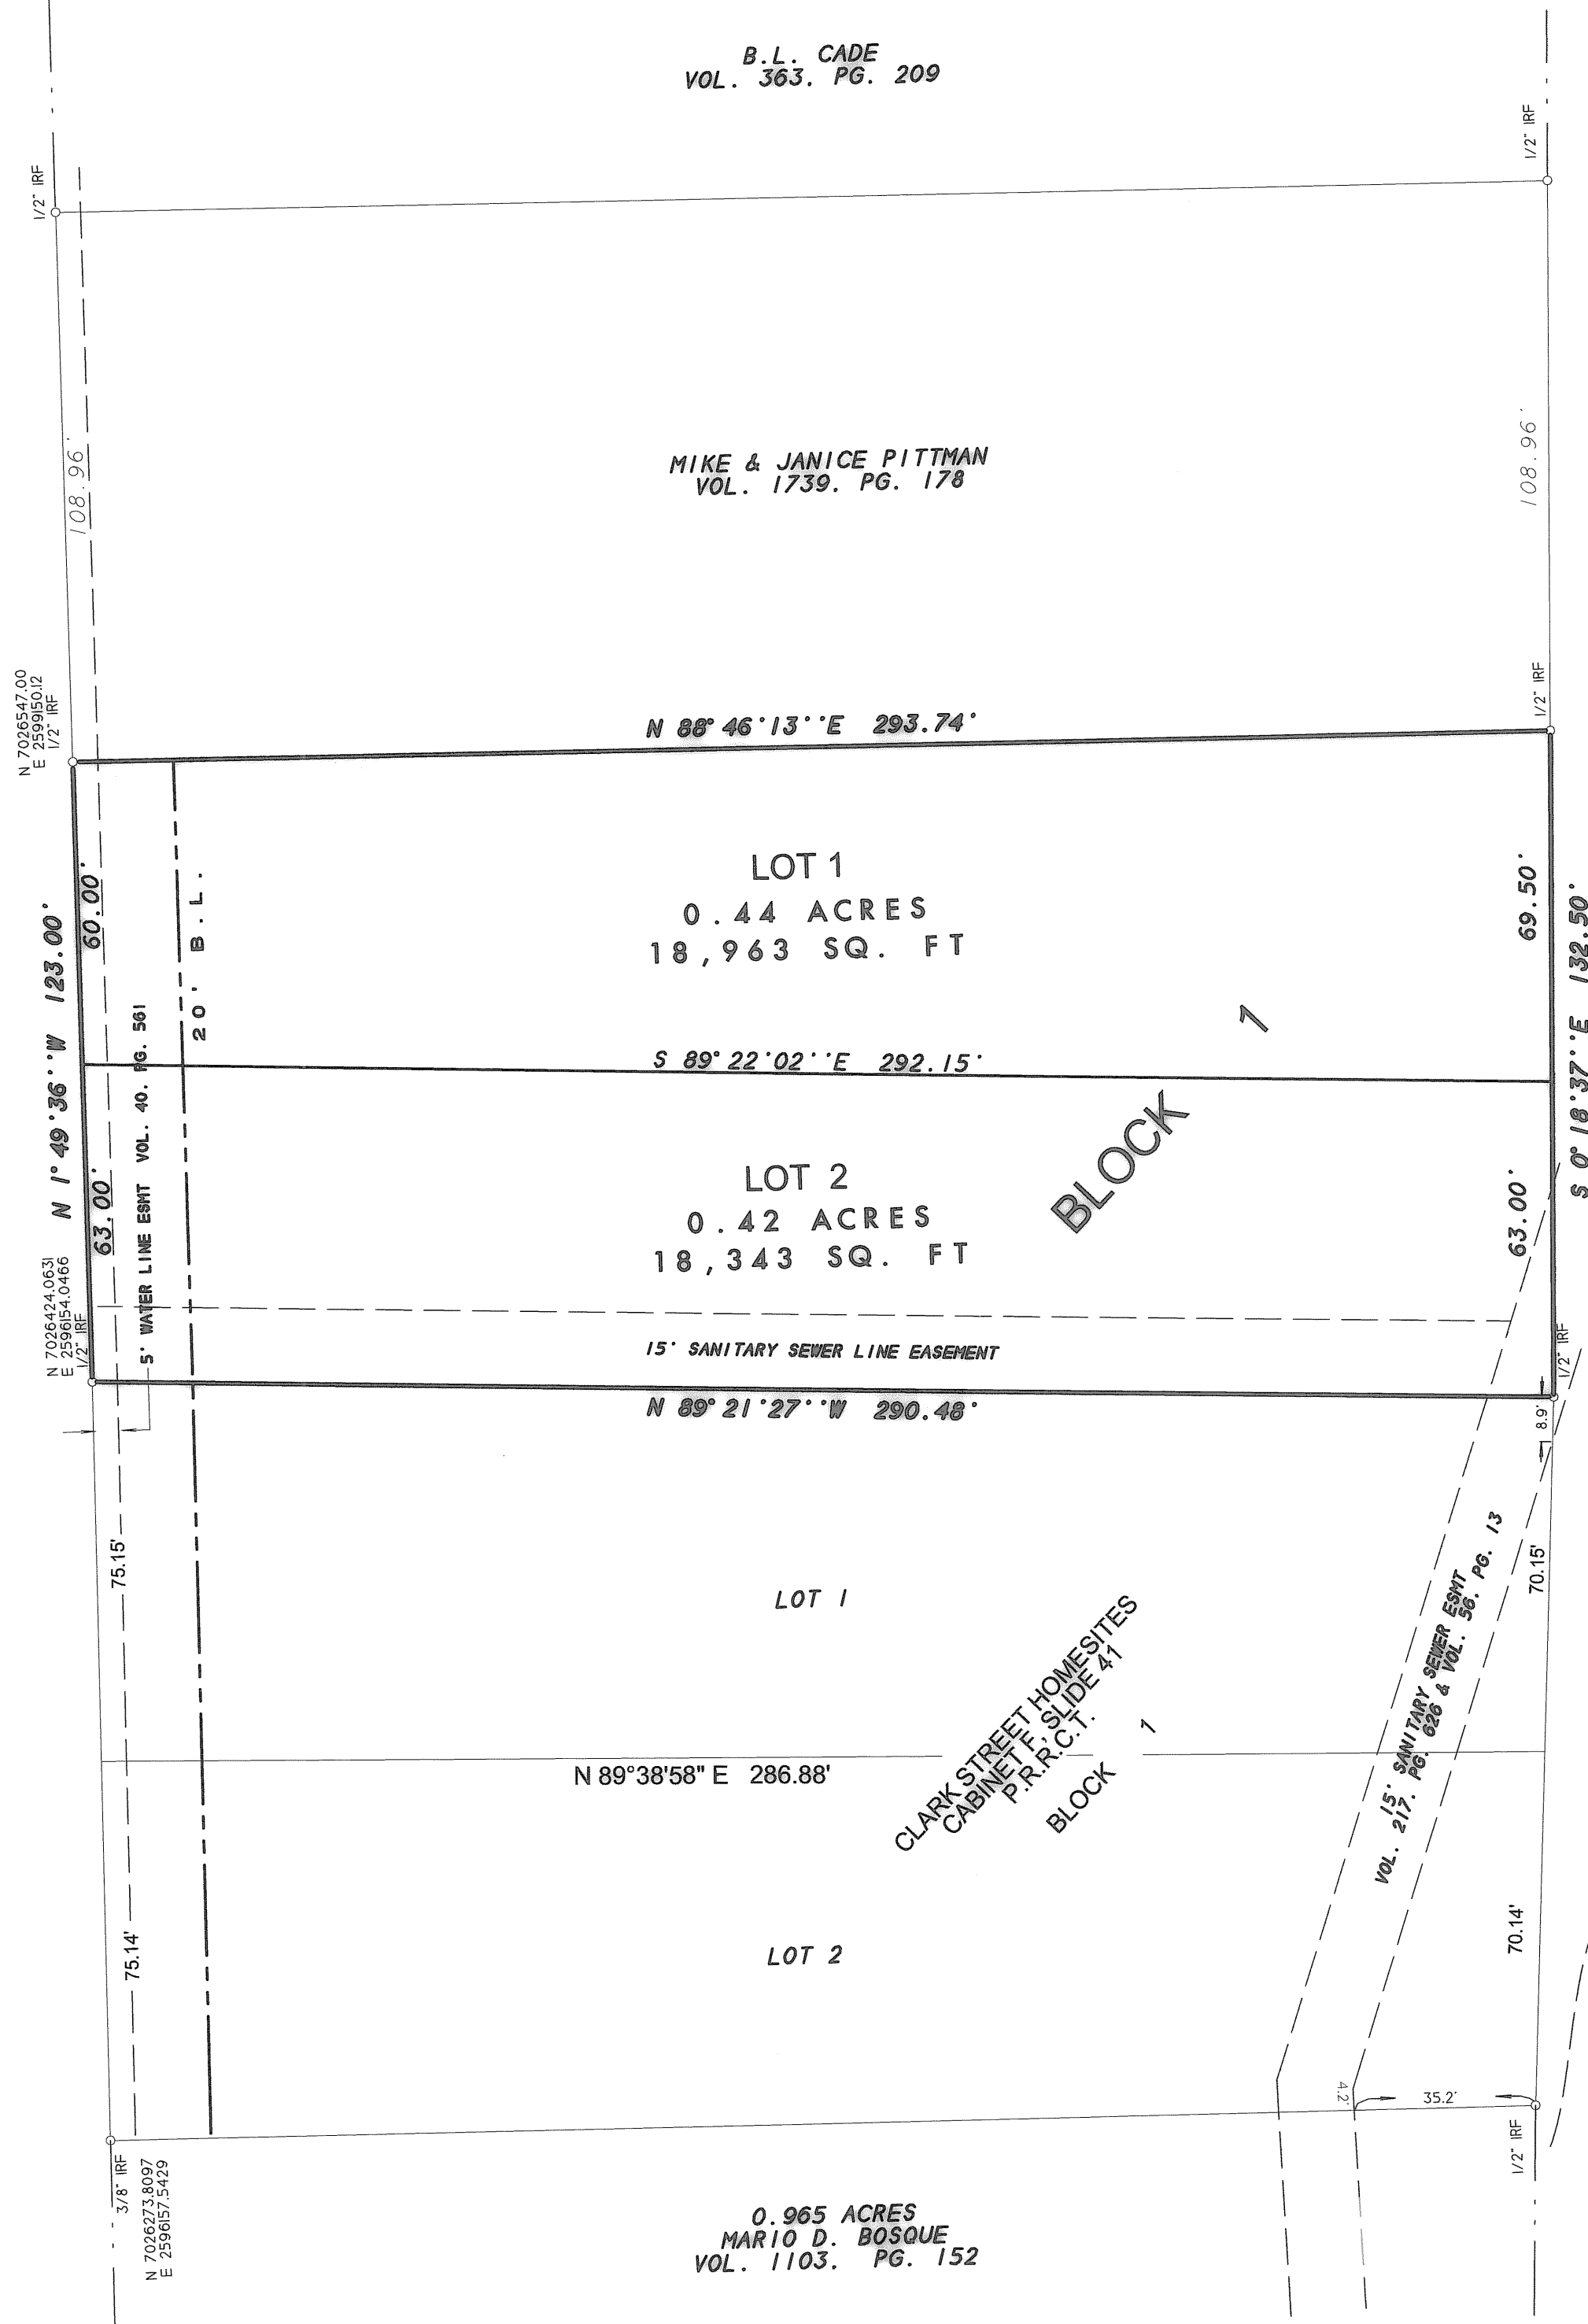 B.L. CADE
VOL. 363. PG. 209
1/2" IRF
1/2" IRF
108.96'
MIKE & JANICE PITTMAN
VOL. 1739. PG. 178
108.96'
N 7026547.00
E 2599150.12
1/2" IRF
1/2" IRF
N 88° 46'13''E 293.74'
60.00'
LOT 1
0.44 ACRES
18,963 SQ. FT
69.50'
N 1° 49'36''W 123.00'
20' B.L.
5' WATER LINE ESMT VOL. 40. PG. 561
S 0° 18'37''E 132.50'
S 89° 22'02''E 292.15'
BLOCK 1
63.00'
LOT 2
0.42 ACRES
18,343 SQ. FT
63.00'
N 7026424.0631
E 2596154.0466
1/2" IRF
15' SANITARY SEWER LINE EASEMENT
1/2" IRF
N 89° 21'27''W 290.48'
18.9'
75.15'
LOT 1
70.15'
15' SANITARY SEWER ESMT
VOL. 217. PG. 626 & VOL. 56. PG. 13
CLARK STREET HOMESITES
CABINET F, SLIDE 41
P.R.R.C.T.
BLOCK 1
N 89°38'58" E 286.88'
75.14'
LOT 2
70.14'
4.2'
35.2'
3/8" IRF
N 7026273.8097
E 2596157.5429
1/2" IRF
0.965 ACRES
MARIO D. BOSQUE
VOL. 1103. PG. 152